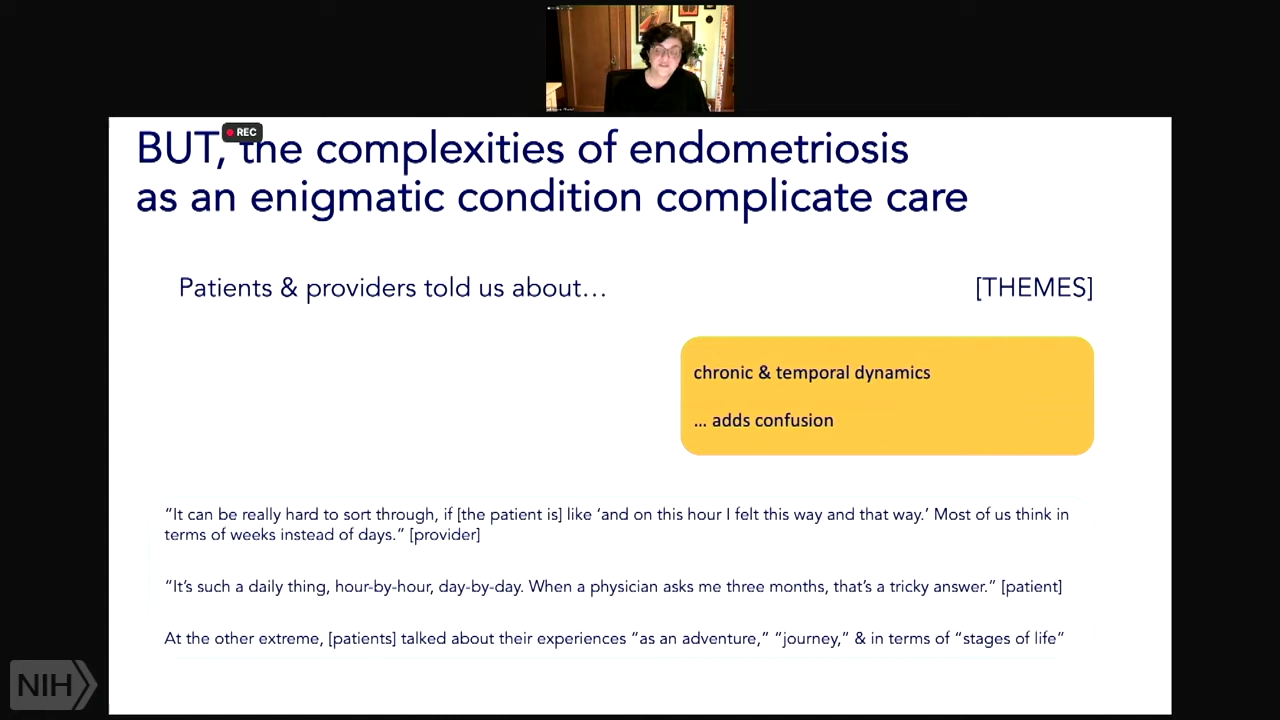 REC
BUT, the complexities of endometriosis
as an enigmatic condition complicate care
Patients & providers told us about…
[THEMES]
chronic & temporal dynamics
... adds confusion
“It can be really hard to sort through, if [the patient is] like ‘and on this hour I felt this way and that way.’ Most of us think in
terms of weeks instead of days.“ [provider]
“It’s such a daily thing, hour-by-hour, day-by-day. When a physician asks me three months, that’s a tricky answer.” [patient]
At the other extreme, [patients] talked about their experiences “as an adventure,” “journey,” & in terms of “stages of life”
NIH